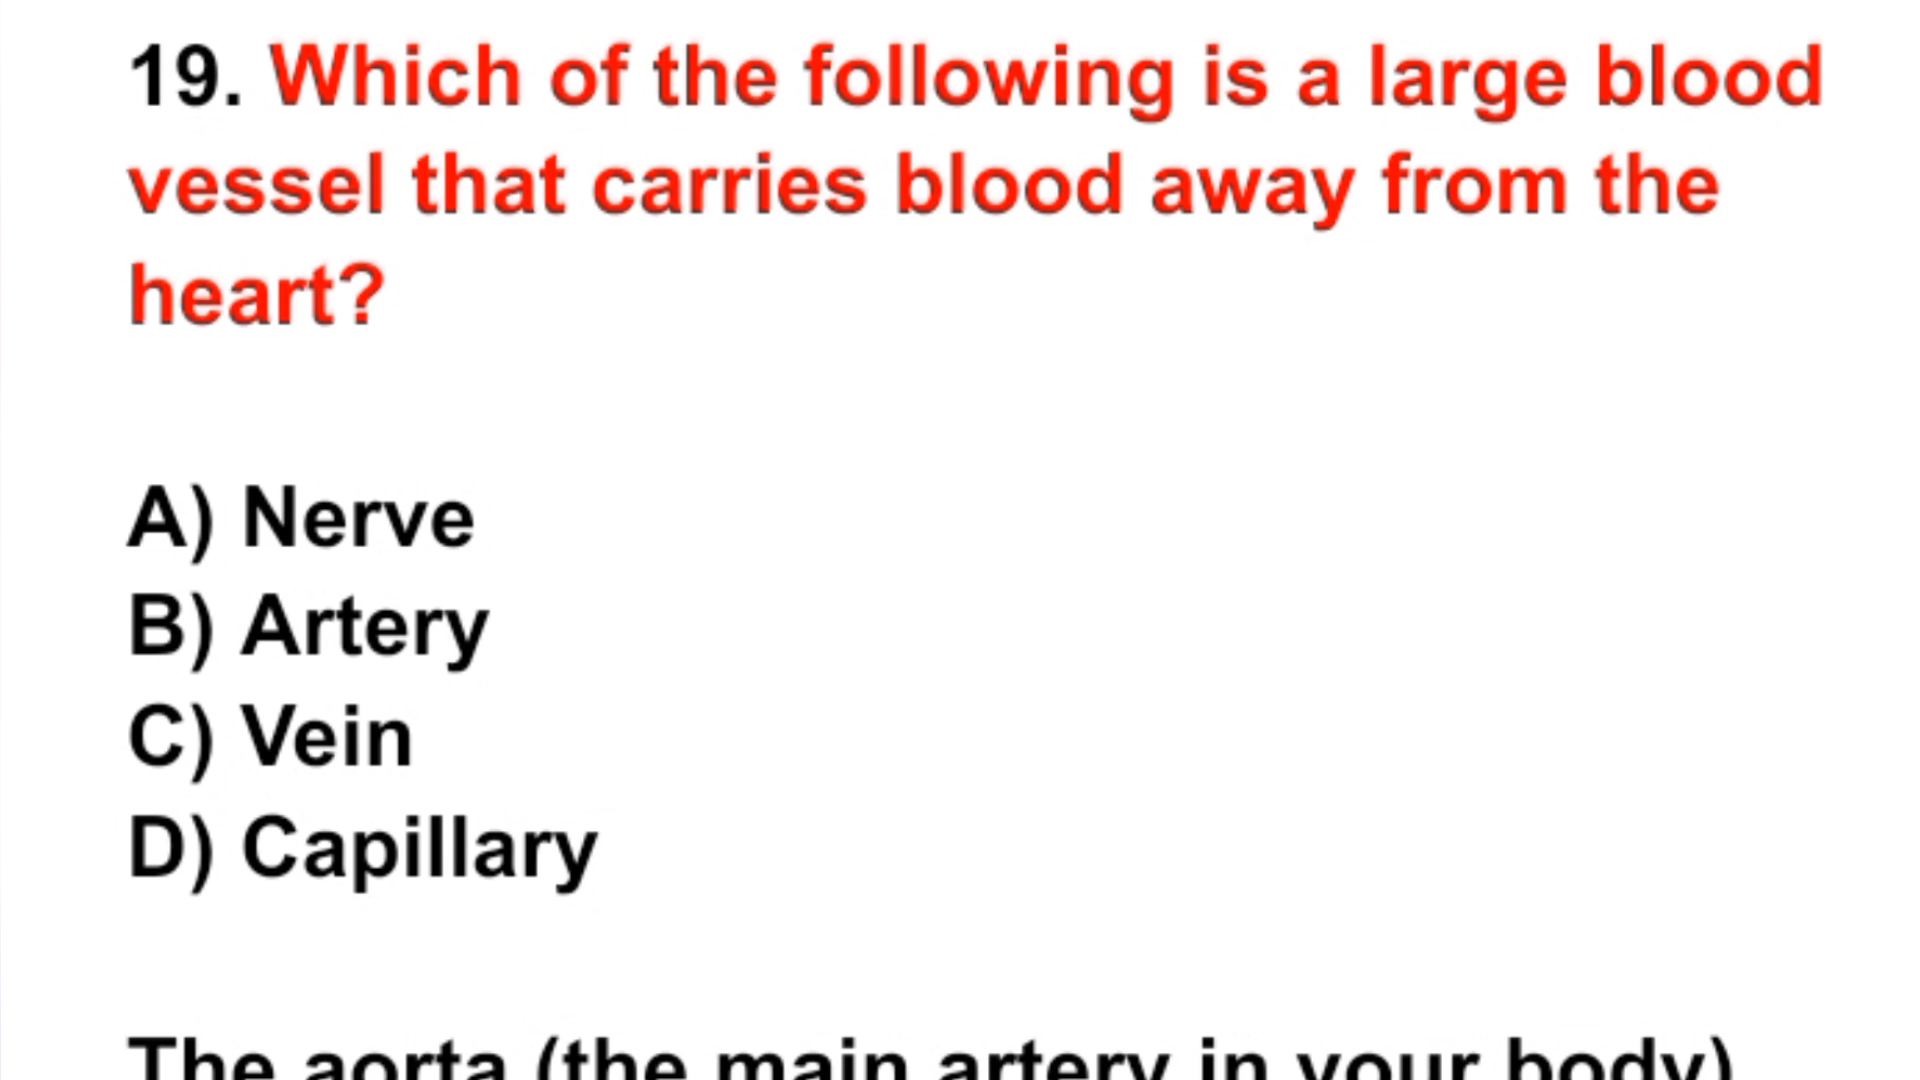 19. Which of the following is a large blood
vessel that carries blood away from the
heart?
A) Nerve
B) Artery
C) Vein
D) Capillary
The aorta (the main artery in your body)